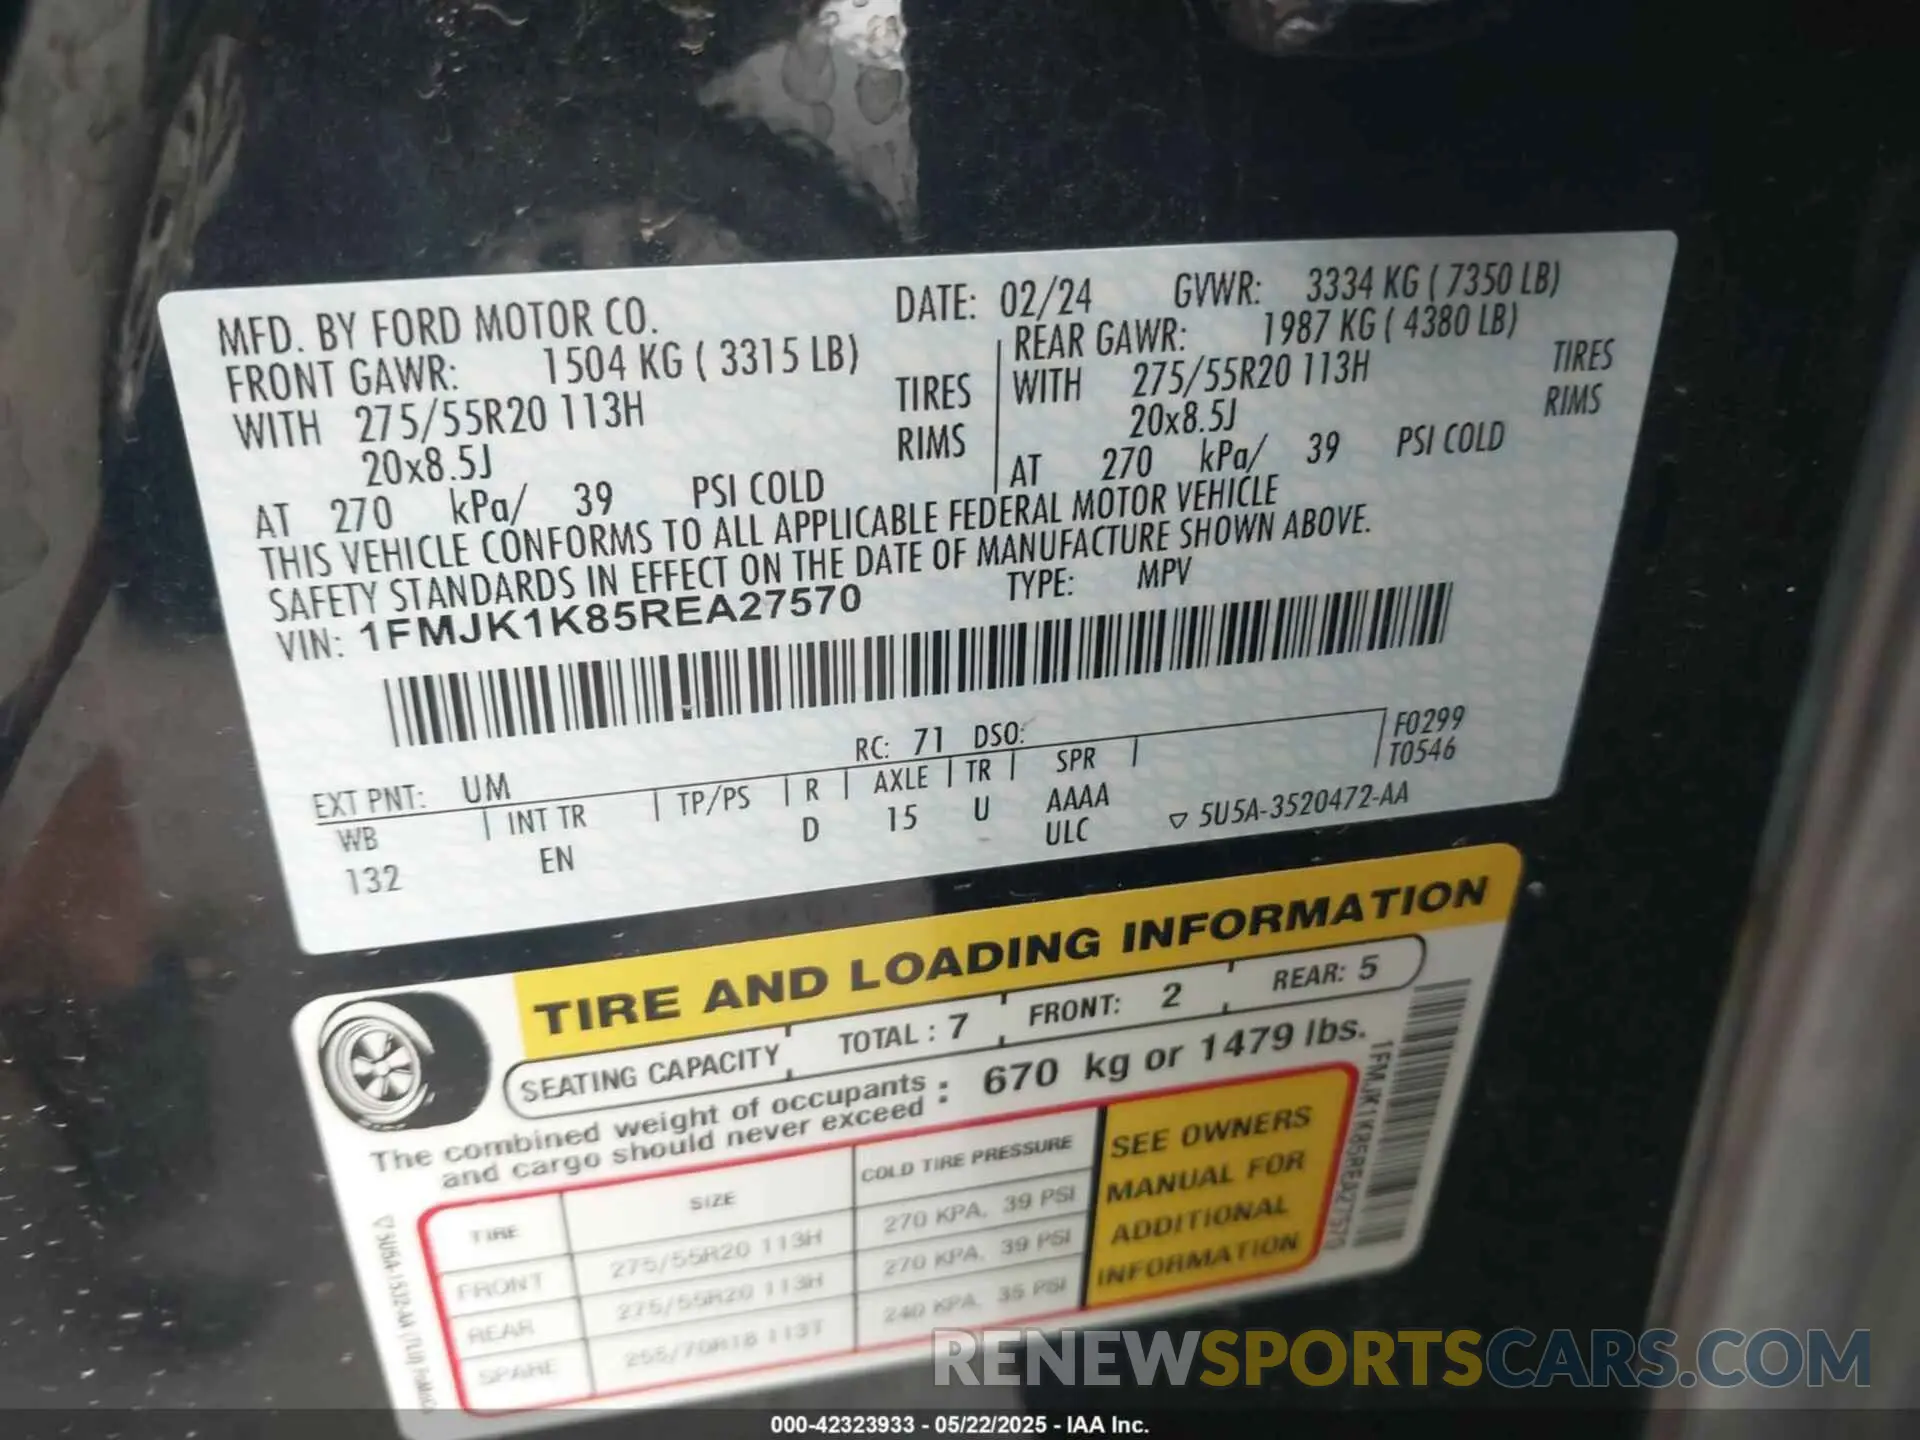 MFD. BY FORD MOTOR CO.
DATE: 02/24
GVWR: 3334 KG ( 7350 LB)
FRONT GAWR: 1504 KG ( 3315 LB)
REAR GAWR: 1987 KG ( 4380 LB)
WITH 275/55R20 113H TIRES
20x8.5J RIMS
AT 270 kPa/ 39 PSI COLD
WITH 275/55R20 113H TIRES
20x8.5J RIMS
AT 270 kPa/ 39 PSI COLD
THIS VEHICLE CONFORMS TO ALL APPLICABLE FEDERAL MOTOR VEHICLE
SAFETY STANDARDS IN EFFECT ON THE DATE OF MANUFACTURE SHOWN ABOVE.
VIN: 1FMJK1K85REA27570
TYPE: MPV
EXT PNT: UM RC: 71 DSO:
F0299
T0546
WB INT TR TP/PS R AXLE TR SPR
132 EN D 15 U AAAA
ULC
▽ 5U5A-3520472-AA
TIRE AND LOADING INFORMATION
SEATING CAPACITY TOTAL : 7 FRONT: 2 REAR: 5
The combined weight of occupants
and cargo should never exceed : 670 kg or 1479 lbs.
TIRE SIZE COLD TIRE PRESSURE
FRONT 275/55R20 113H 270 KPA, 39 PSI
REAR 275/55R20 113H 270 KPA, 39 PSI
SPARE 255/70R18 113T 240 KPA, 35 PSI
SEE OWNERS
MANUAL FOR
ADDITIONAL
INFORMATION
1FMJK1K85REA27570
RENEWSPORTSCARS.COM
000-42323933 - 05/22/2025 - IAA Inc.